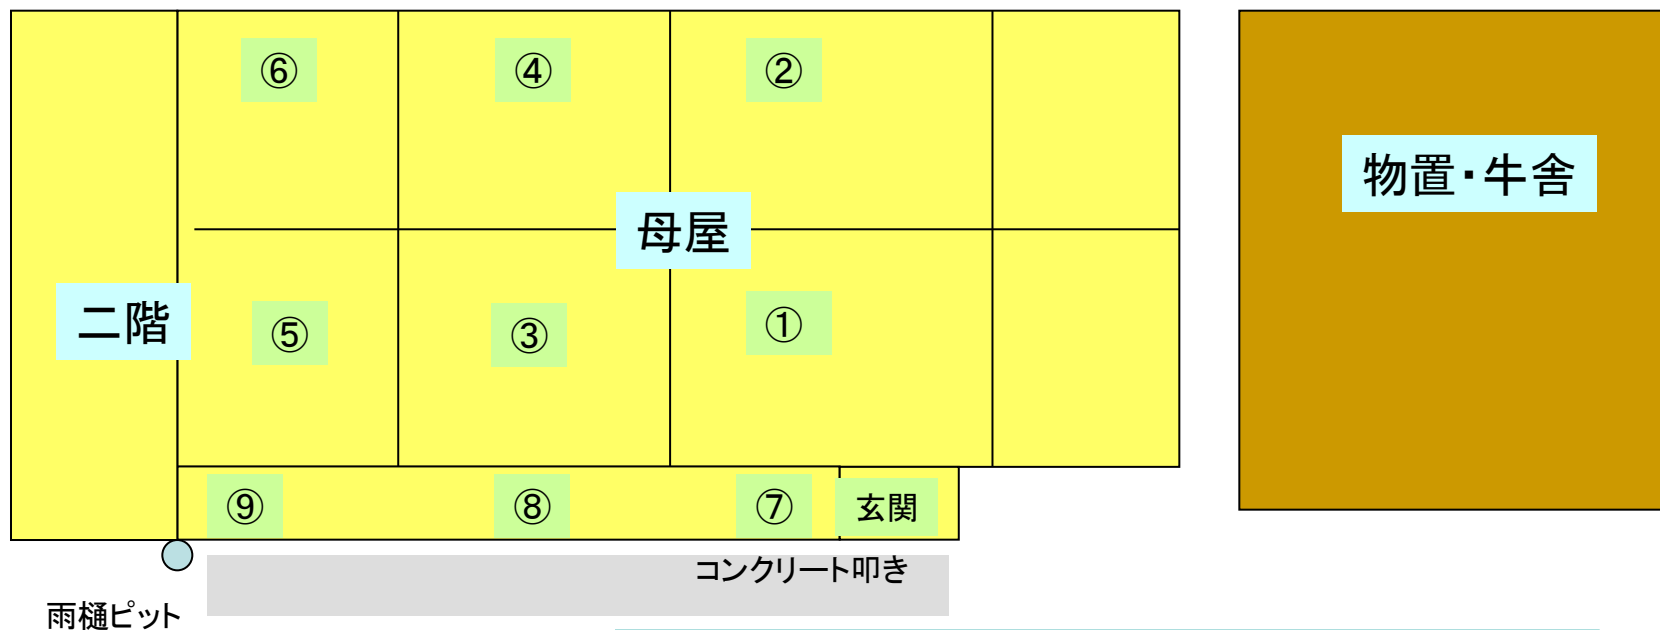 ⑥
④
②
物置・牛舎
母屋
二階
⑤
③
①
⑨
⑧
⑦
玄関
コンクリート叩き
雨樋ピット